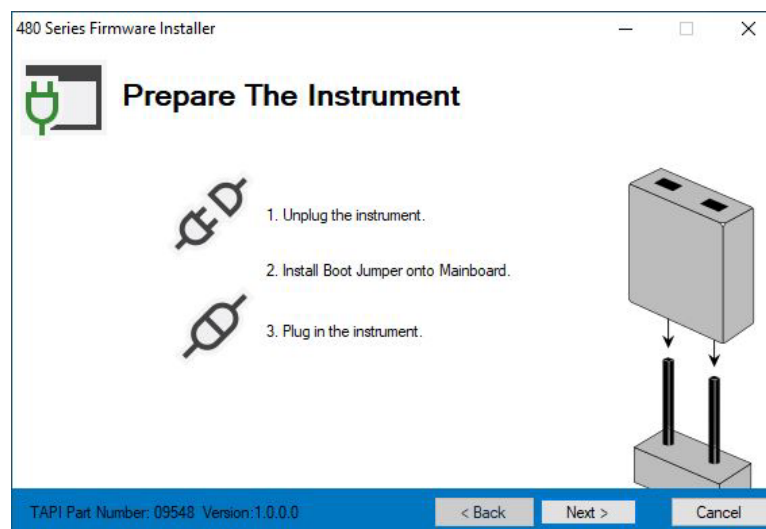 480 Series Firmware Installer
Prepare The Instrument
1. Unplug the instrument.
2. Install Boot Jumper onto Mainboard.
3. Plug in the instrument.
TAPI Part Number: 09548 Version:1.0.0.0
< Back Next > Cancel